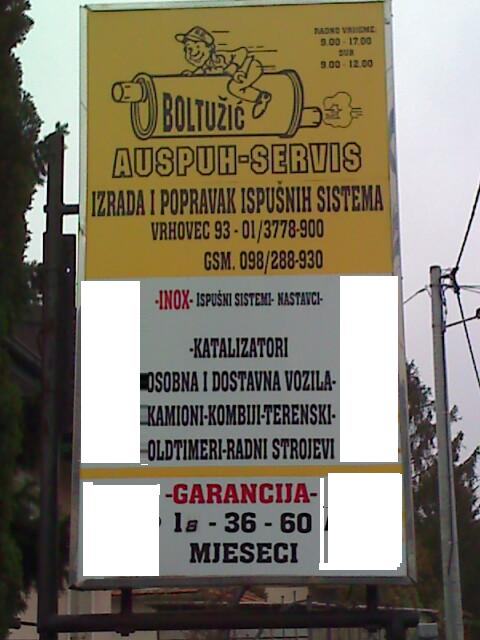 RADNO VRIJEME:
9.00 - 17.00
SUB
9.00 - 12.00
BOLTUŽIĆ
AUSPUH-SERVIS
IZRADA I POPRAVAK ISPUŠNIH SISTEMA
VRHOVEC 93 - 01/3778-900
GSM. 098/288-930
-INOX- ISPUŠNI SISTEMI- NASTAVCI-
-KATALIZATORI
OSOBNA I DOSTAVNA VOZILA-
KAMIONI-KOMBIJI-TERENSKI-
OLDTIMERI-RADNI STROJEVI
-GARANCIJA-
18 - 36 - 60
MJESECI